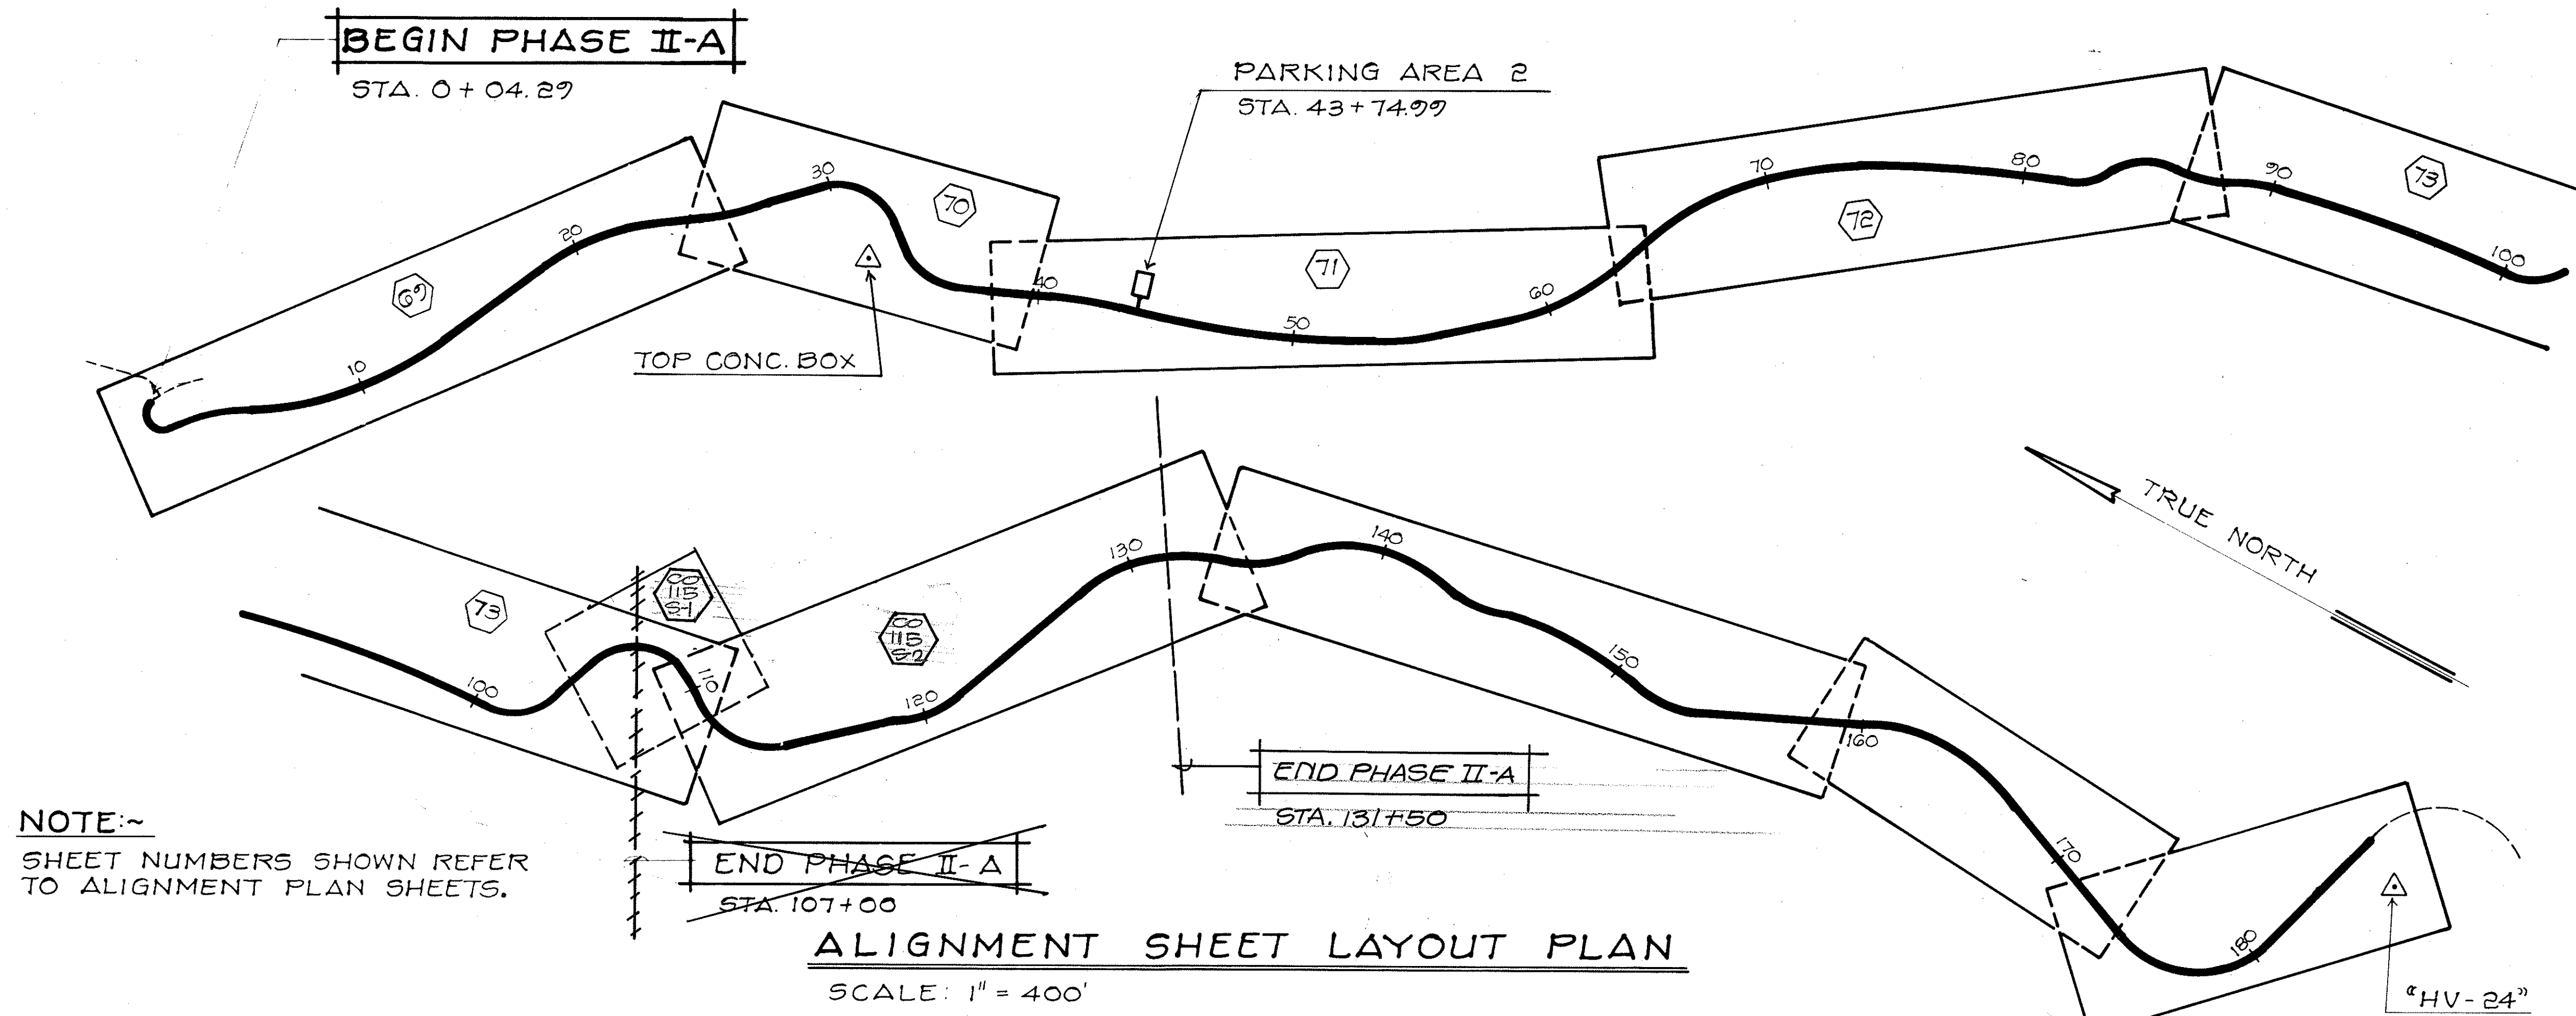 BEGIN PHASE II-A
STA. 0+04.29
PARKING AREA 2
STA. 43+74.99
69
70
71
72
73
10
20
30
40
50
60
70
80
90
100
TOP CONC. BOX
TRUE NORTH
73
CO
115
S-1
CO
115
S-2
100
110
120
130
140
150
160
170
180
END PHASE II-A
STA. 131+50
END PHASE II-A
STA. 107+00
NOTE:~
SHEET NUMBERS SHOWN REFER
TO ALIGNMENT PLAN SHEETS.
ALIGNMENT SHEET LAYOUT PLAN
SCALE: 1" = 400'
"HV-24"